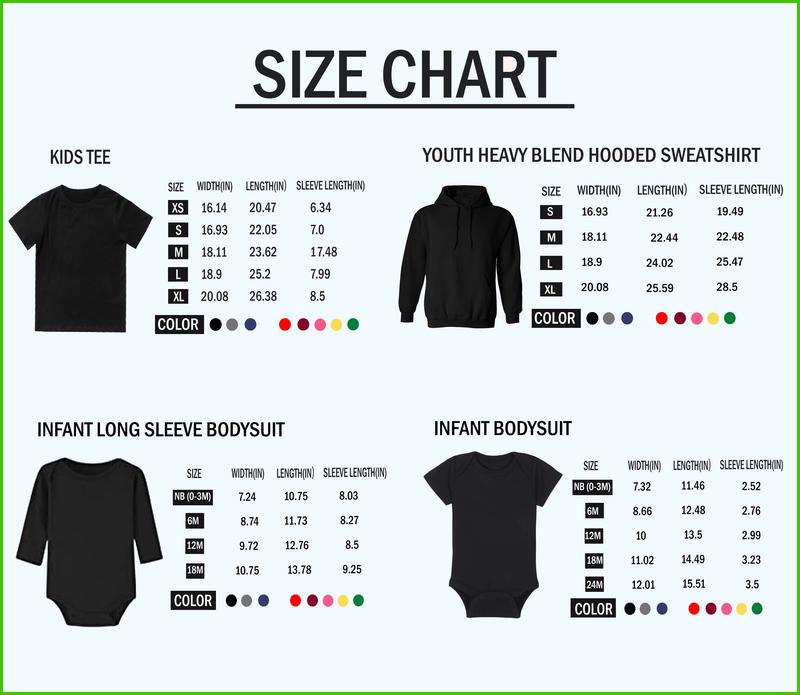 SIZE CHART
KIDS TEE
SIZE WIDTH(IN) LENGTH(IN) SLEEVE LENGTH(IN)
XS 16.14 20.47 6.34
S 16.93 22.05 7.0
M 18.11 23.62 17.48
L 18.9 25.2 7.99
XL 20.08 26.38 8.5
COLOR
YOUTH HEAVY BLEND HOODED SWEATSHIRT
SIZE WIDTH(IN) LENGTH(IN) SLEEVE LENGTH(IN)
S 16.93 21.26 19.49
M 18.11 22.44 22.48
L 18.9 24.02 25.47
XL 20.08 25.59 28.5
COLOR
INFANT LONG SLEEVE BODYSUIT
SIZE WIDTH(IN) LENGTH(IN) SLEEVE LENGTH(IN)
NB (0-3M) 7.24 10.75 8.03
6M 8.74 11.73 8.27
12M 9.72 12.76 8.5
18M 10.75 13.78 9.25
COLOR
INFANT BODYSUIT
SIZE WIDTH(IN) LENGTH(IN) SLEEVE LENGTH(IN)
NB (0-3M) 7.32 11.46 2.52
6M 8.66 12.48 2.76
12M 10 13.5 2.99
18M 11.02 14.49 3.23
24M 12.01 15.51 3.5
COLOR